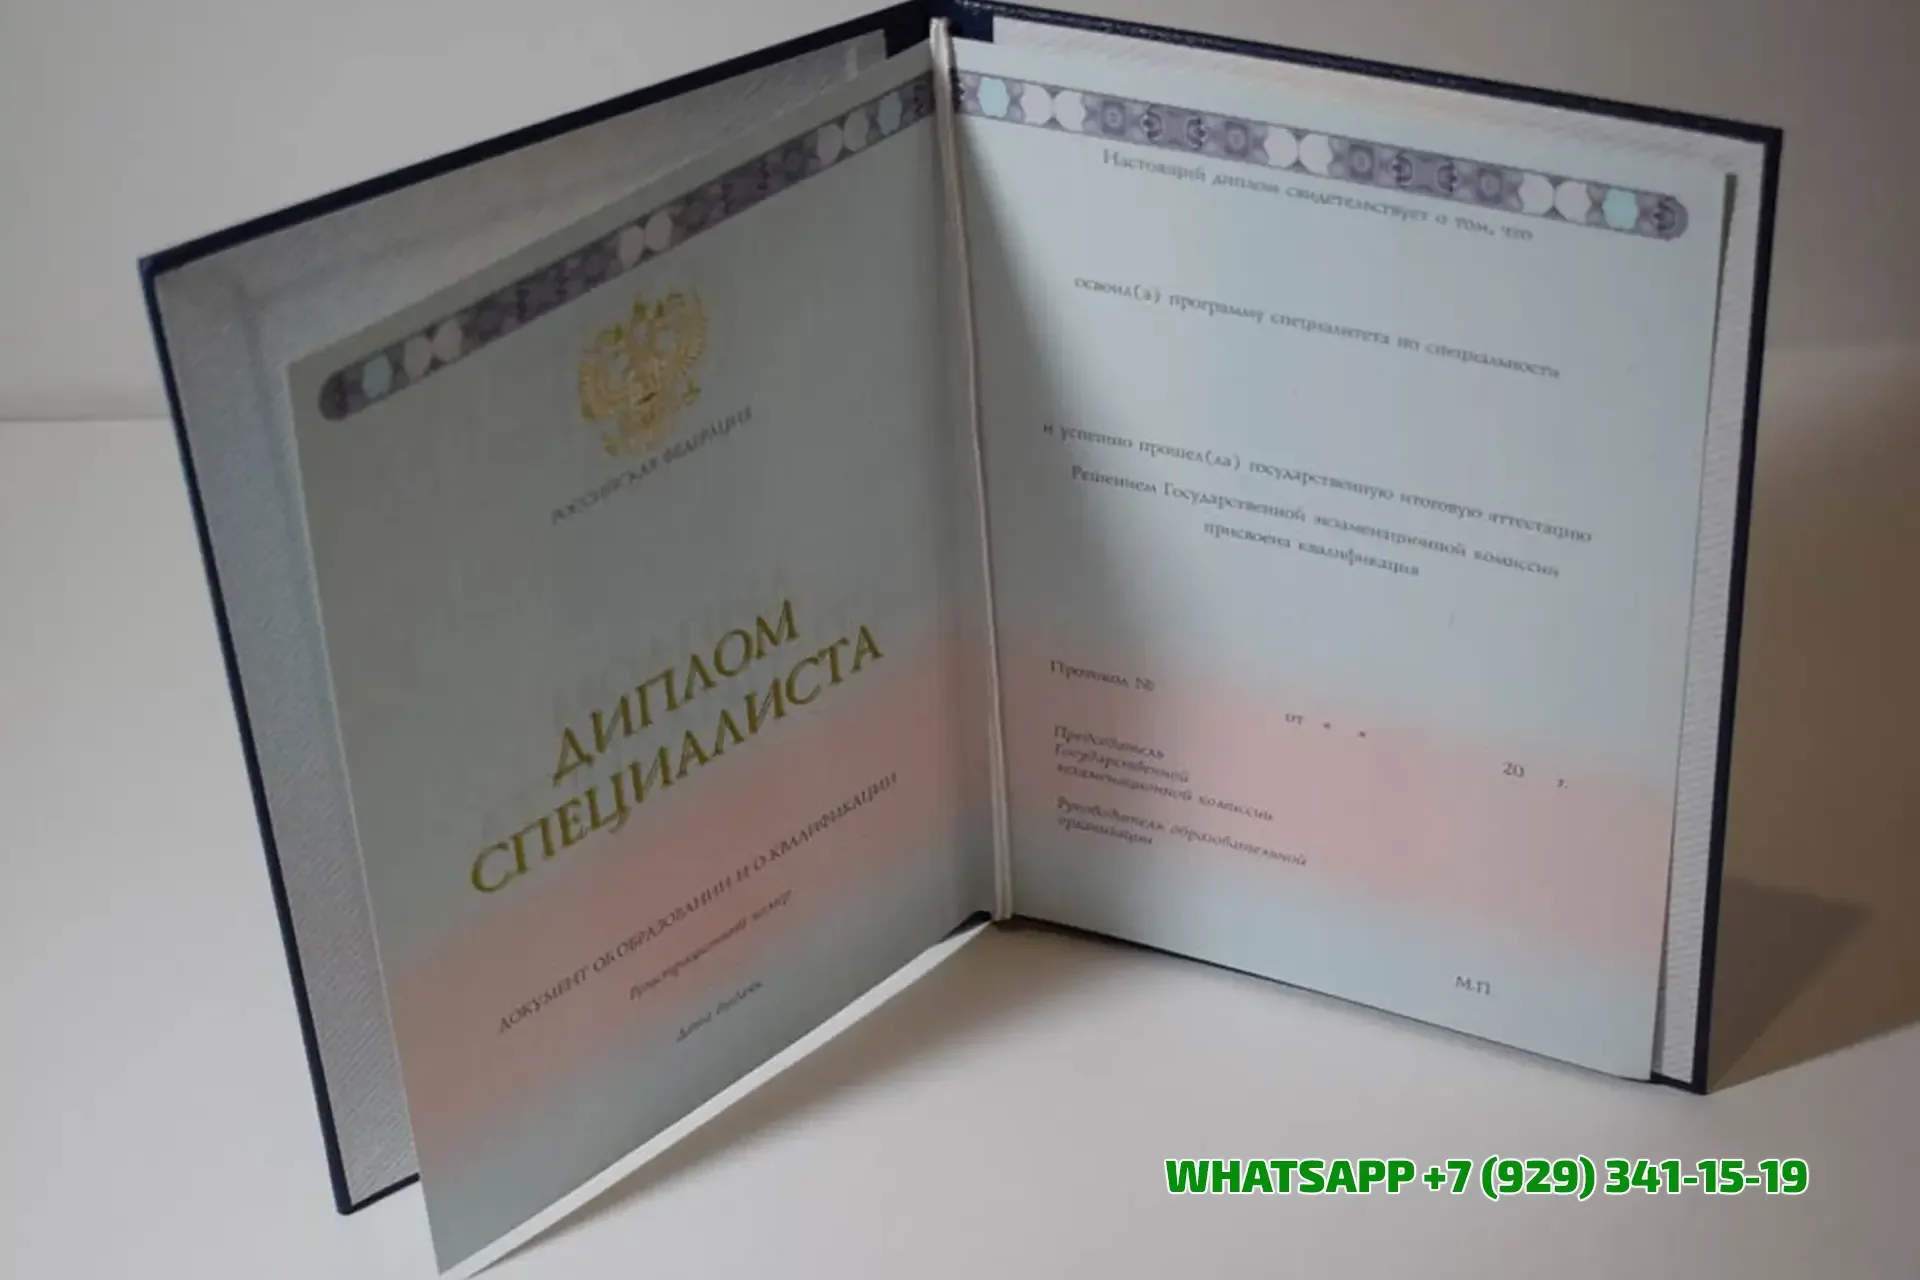 РОССИЙСКАЯ ФЕДЕРАЦИЯ
ДИПЛОМ
СПЕЦИАЛИСТА
ДОКУМЕНТ ОБ ОБРАЗОВАНИИ И О КВАЛИФИКАЦИИ
Регистрационный номер
Дата выдачи
Настоящий диплом свидетельствует о том, что
освоил(а) программу специалитета по специальности
и успешно прошел(ла) государственную итоговую аттестацию
Решением Государственной экзаменационной комиссии
присвоена квалификация
Протокол №
от « » 20 г.
Председатель
Государственной
экзаменационной комиссии
Руководитель образовательной
организации
М.П.
WHATSAPP +7 (929) 341-15-19